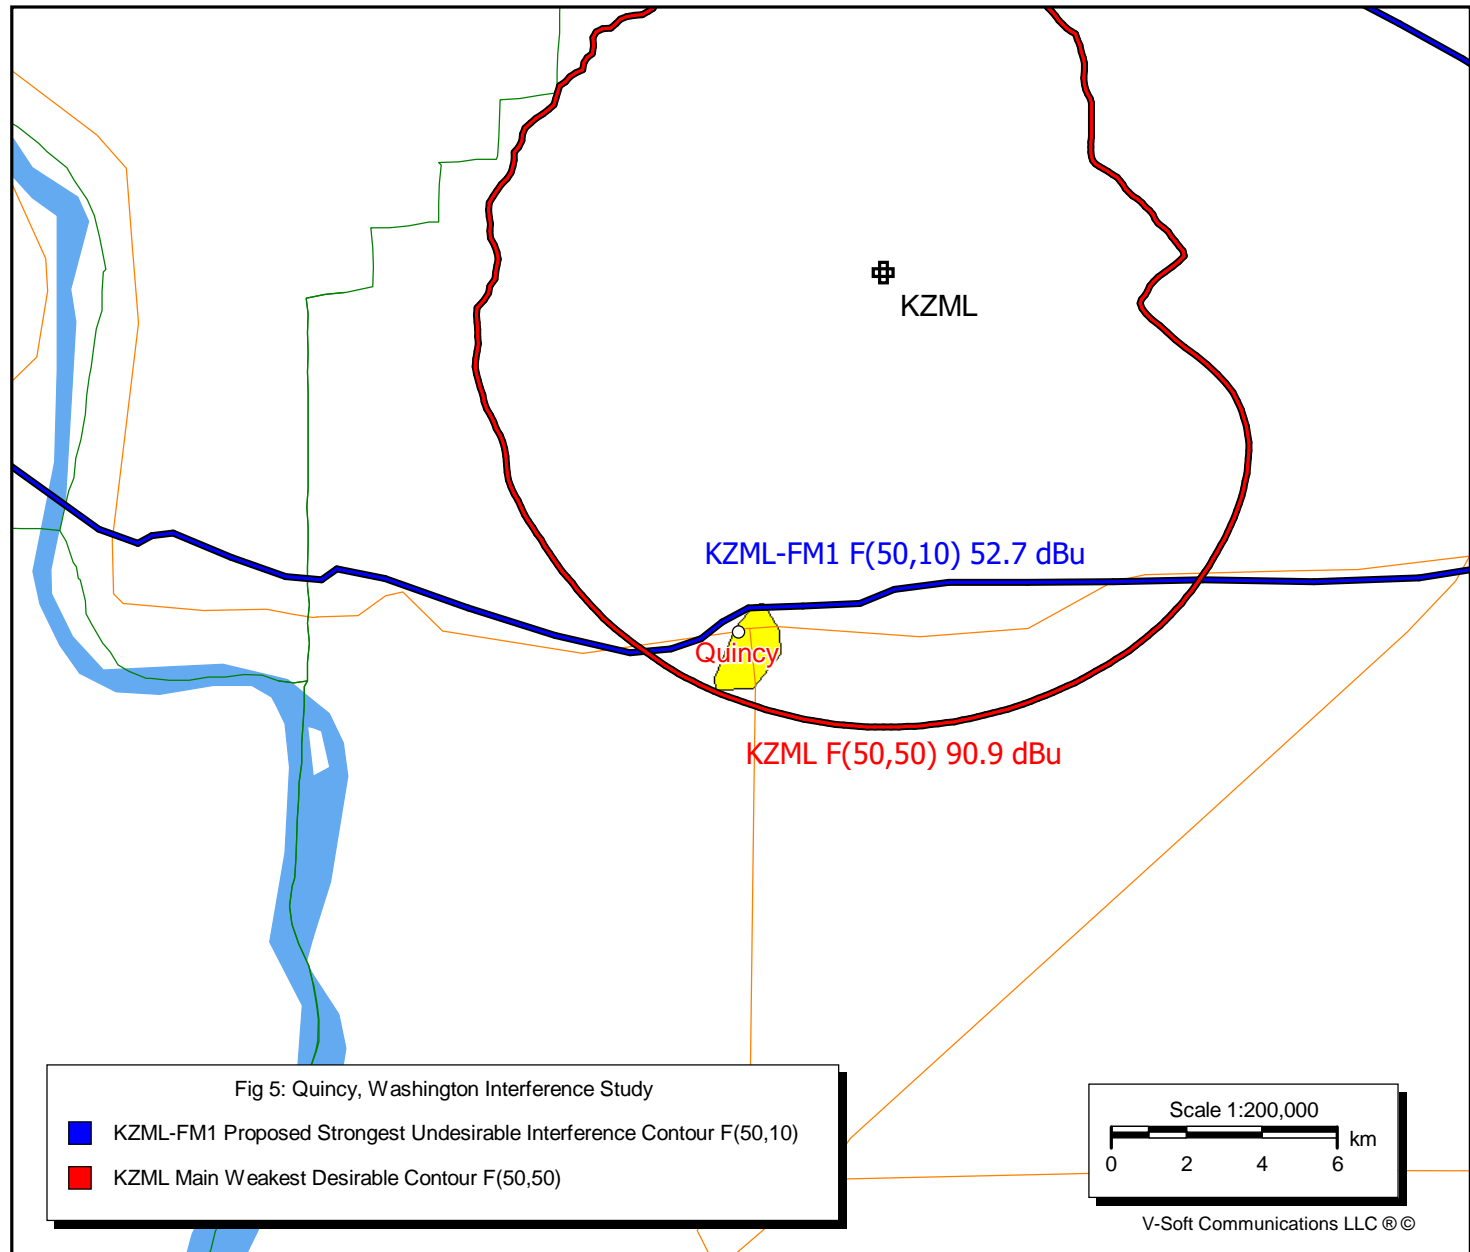 KZML
KZML-FM1 F(50,10) 52.7 dBu
Quincy
KZML F(50,50) 90.9 dBu
Fig 5: Quincy, Washington Interference Study
KZML-FM1 Proposed Strongest Undesirable Interference Contour F(50,10)
KZML Main Weakest Desirable Contour F(50,50)
Scale 1:200,000
km
0 2 4 6
V-Soft Communications LLC ® ©